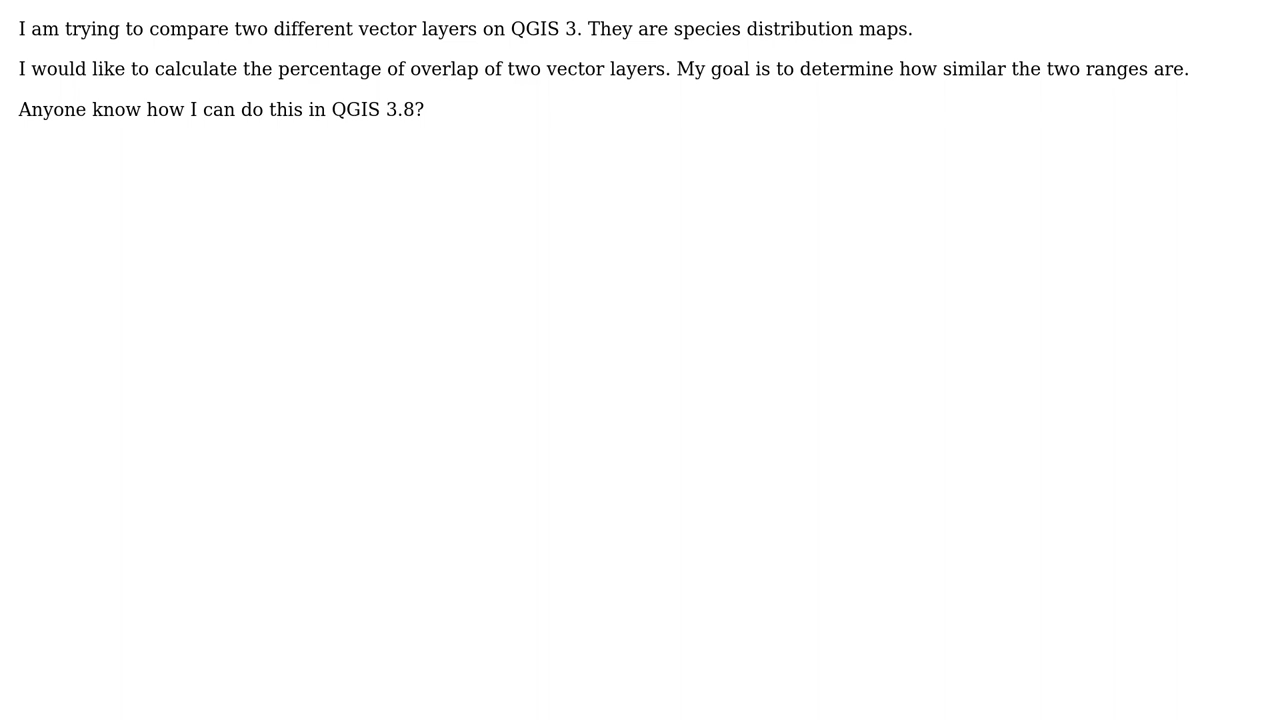 I am trying to compare two different vector layers on QGIS 3. They are species distribution maps.
I would like to calculate the percentage of overlap of two vector layers. My goal is to determine how similar the two ranges are.
Anyone know how I can do this in QGIS 3.8?